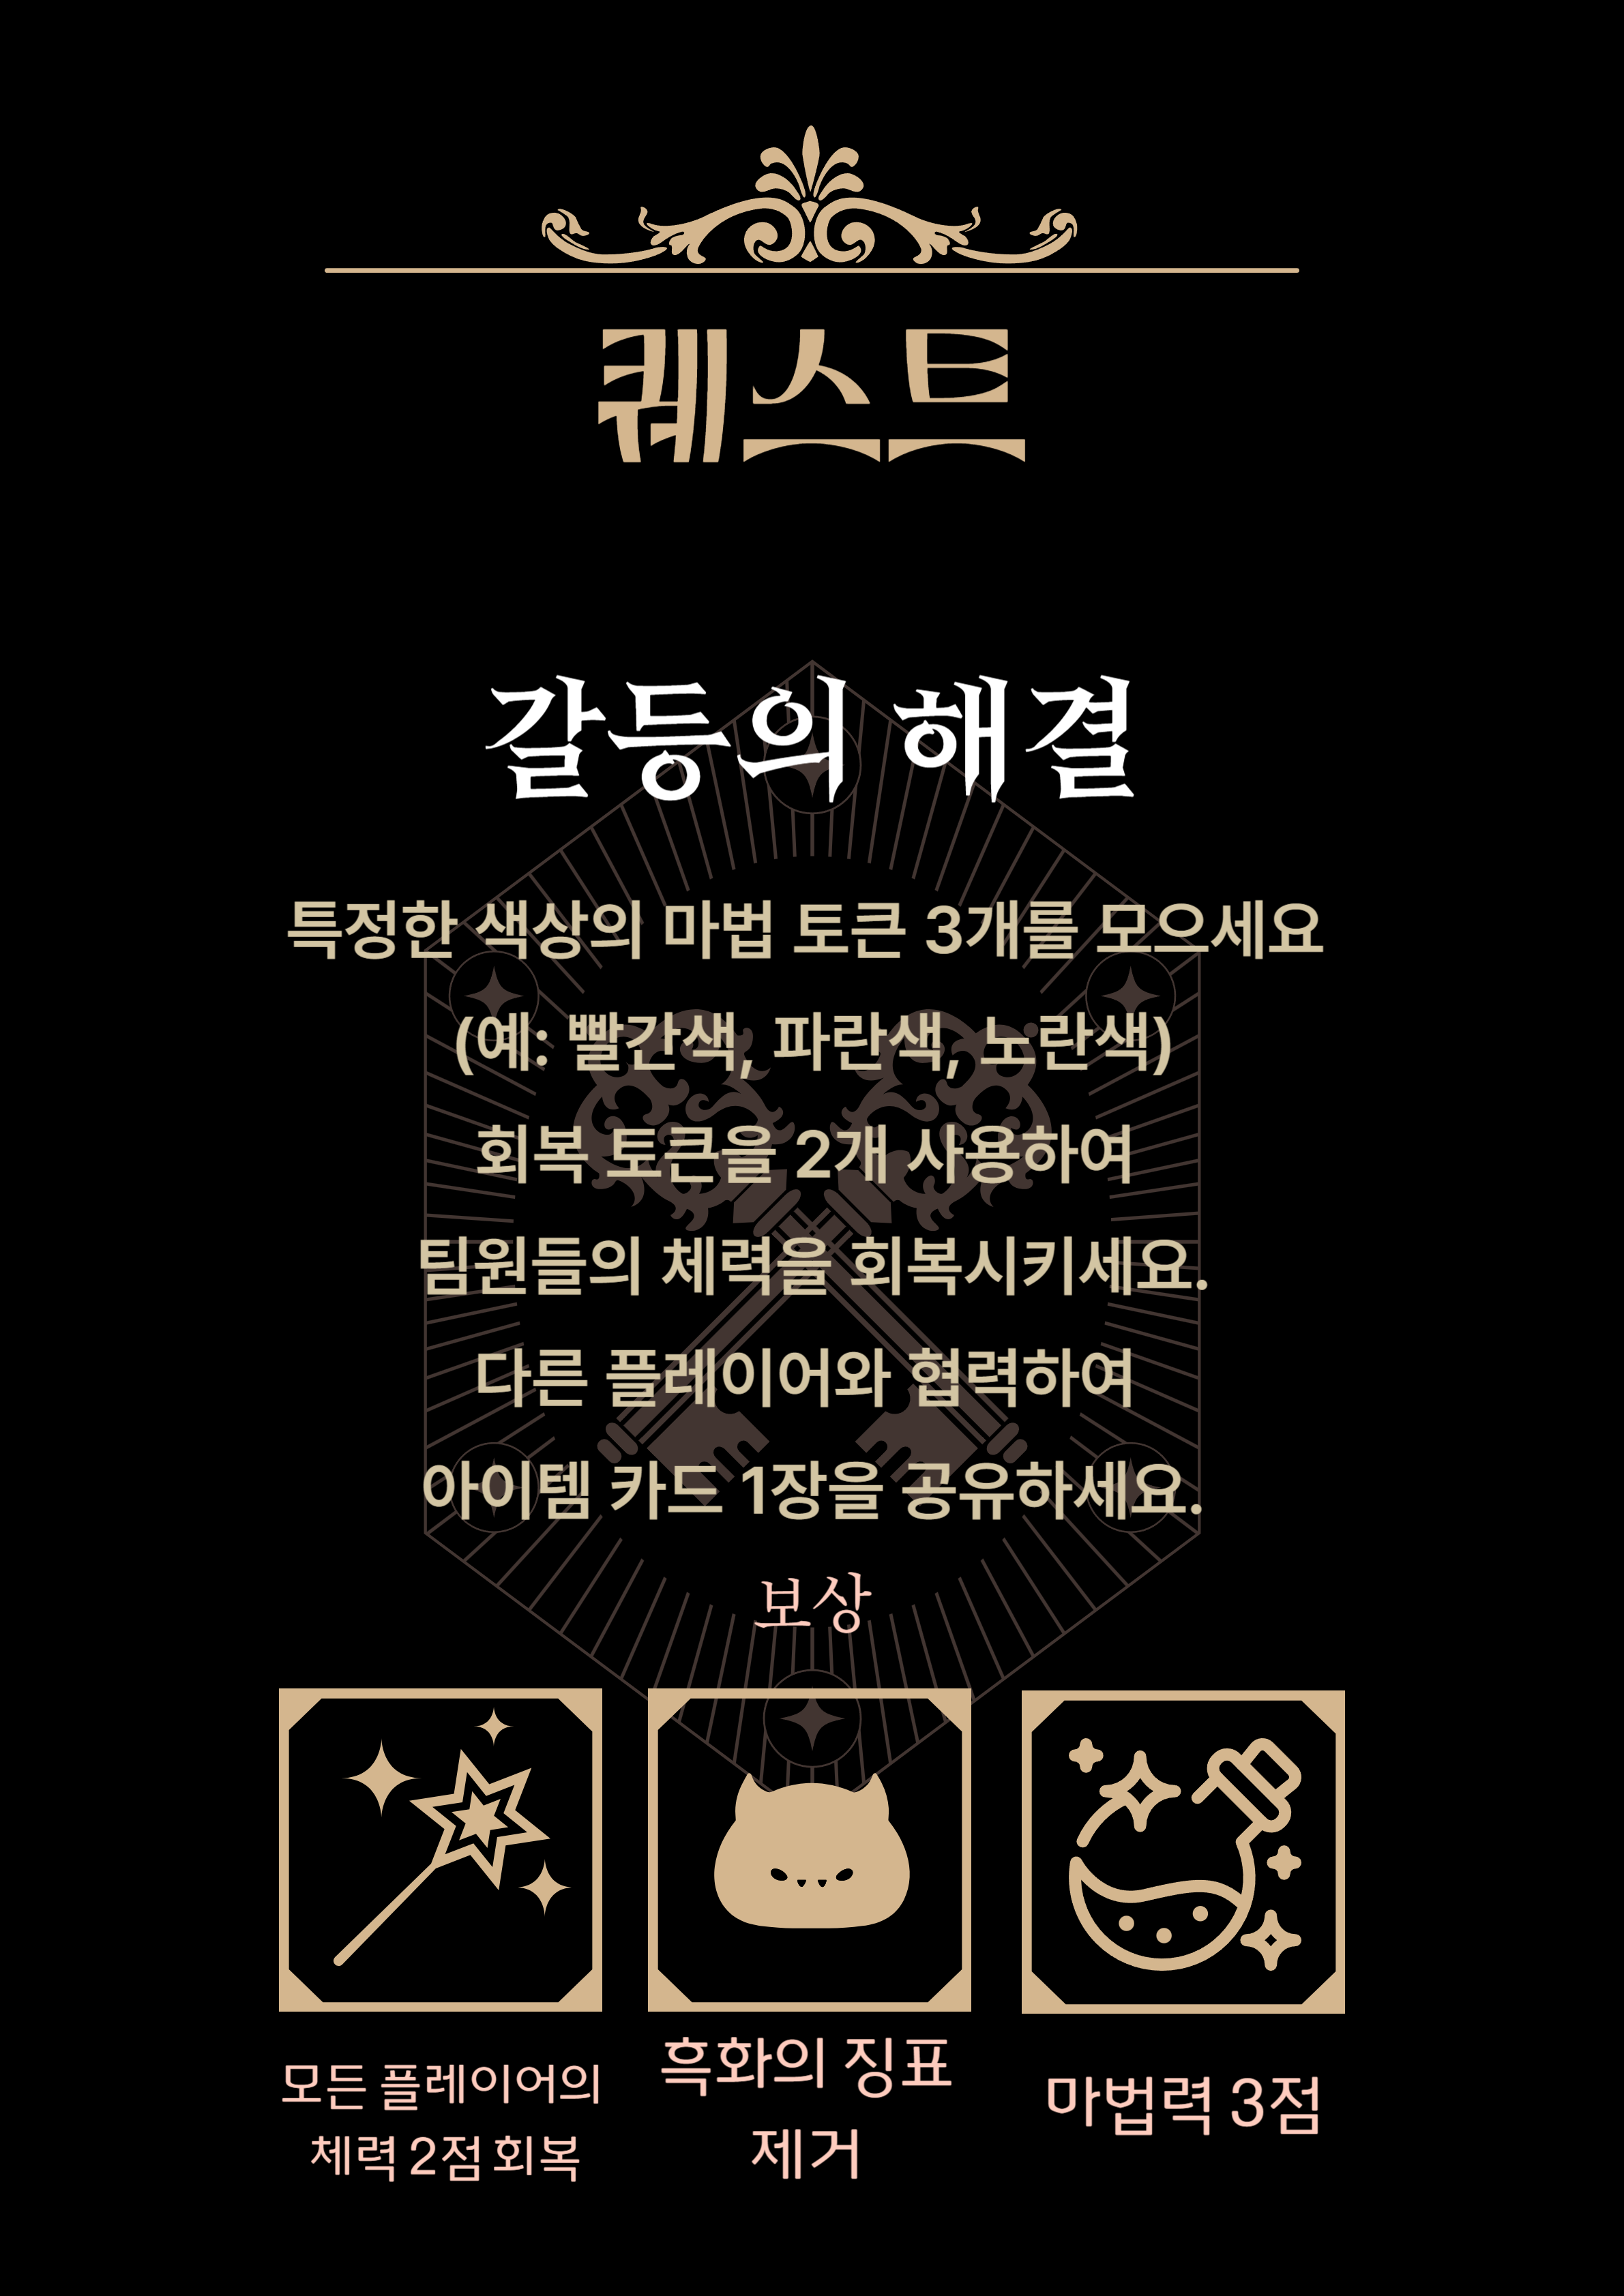 퀘스트
갈등의 해결
특정한 색상의 마법 토큰 3개를 모으세요
(예: 빨간색, 파란색, 노란색)
회복 토큰을 2개 사용하여
팀원들의 체력을 회복시키세요.
다른 플레이어와 협력하여
아이템 카드 1장을 공유하세요.
보상
모든 플레이어의
체력 2점 회복
흑화의 징표
제거
마법력 3점